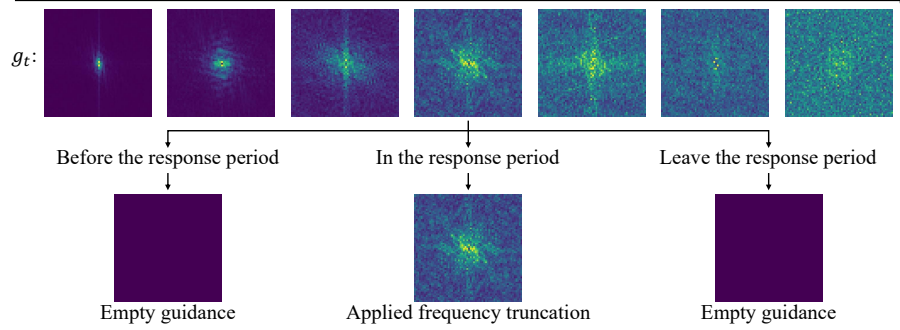 g_t:
Before the response period
In the response period
Leave the response period
Empty guidance
Applied frequency truncation
Empty guidance